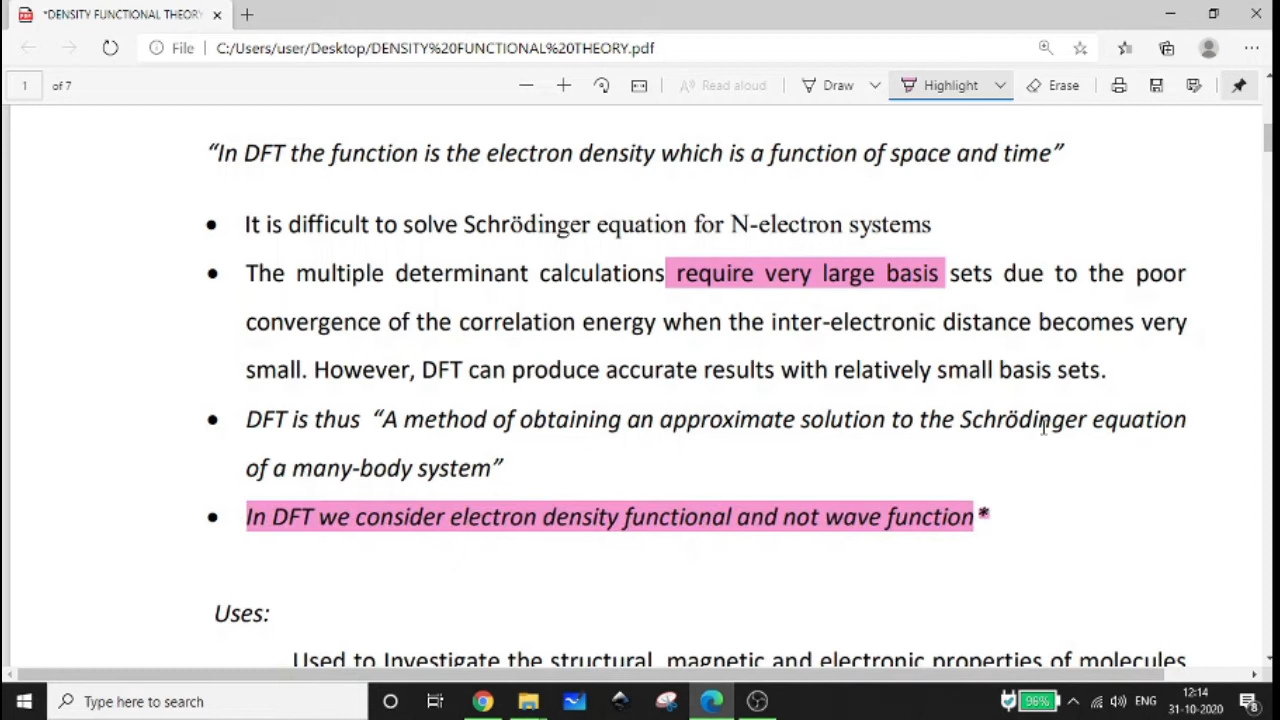 *DENSITY FUNCTIONAL THEORY
File
C:/Users/user/Desktop/DENSITY%20FUNCTIONAL%20THEORY.pdf
1 of 7
Read aloud
Draw
Highlight
Erase
“In DFT the function is the electron density which is a function of space and time”
• It is difficult to solve Schrödinger equation for N-electron systems
• The multiple determinant calculations require very large basis sets due to the poor
convergence of the correlation energy when the inter-electronic distance becomes very
small. However, DFT can produce accurate results with relatively small basis sets.
• DFT is thus “A method of obtaining an approximate solution to the Schrödinger equation
of a many-body system”
• In DFT we consider electron density functional and not wave function *
Uses:
Used to Investigate the structural, magnetic and electronic properties of molecules
Type here to search
96%
ENG
12:14
31-10-2020
8